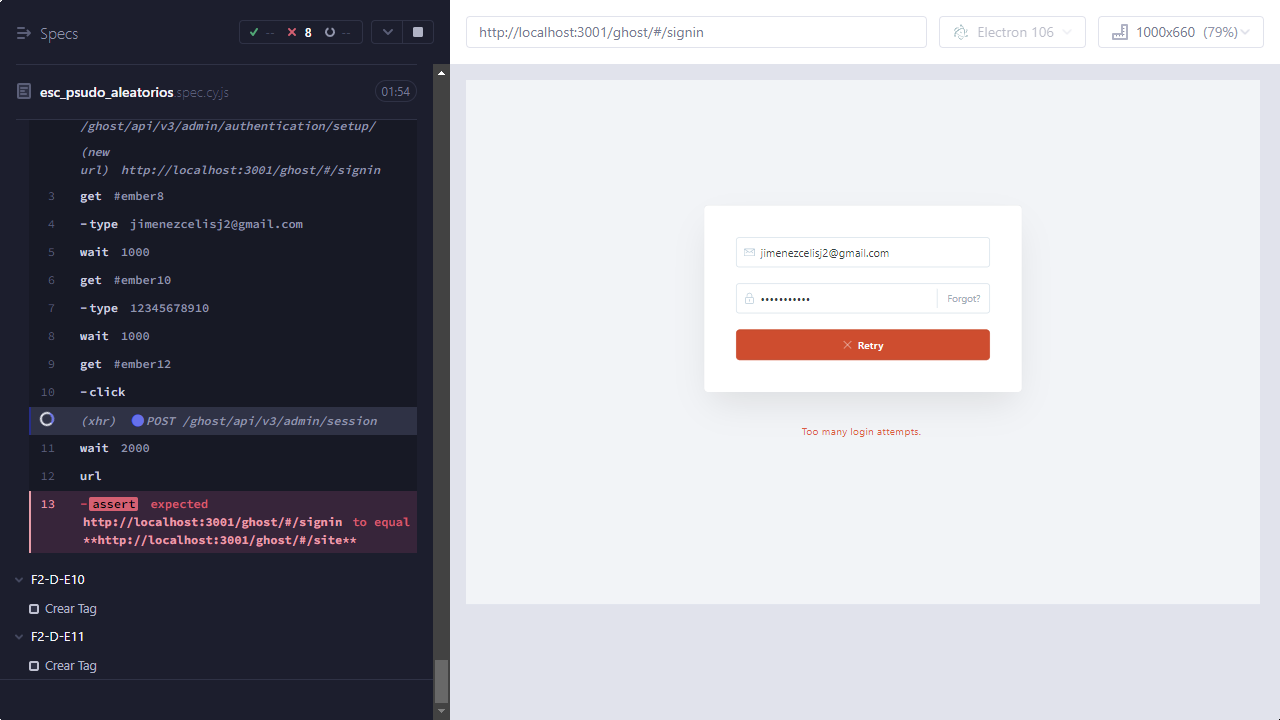 Specs
-- 8 --
esc_psudo_aleatorios.spec.cy.js 01:54
/ghost/api/v3/admin/authentication/setup/
(new
url) http://localhost:3001/ghost/#/signin
3 get #ember8
4 -type jimenezcelisj2@gmail.com
5 wait 1000
6 get #ember10
7 -type 12345678910
8 wait 1000
9 get #ember12
10 -click
(xhr) POST /ghost/api/v3/admin/session
11 wait 2000
12 url
13 -assert expected
http://localhost:3001/ghost/#/signin to equal
**http://localhost:3001/ghost/#/site**
F2-D-E10
Crear Tag
F2-D-E11
Crear Tag
http://localhost:3001/ghost/#/signin
Electron 106
1000x660 (79%)
jimenezcelisj2@gmail.com
••••••••••• Forgot?
Retry
Too many login attempts.